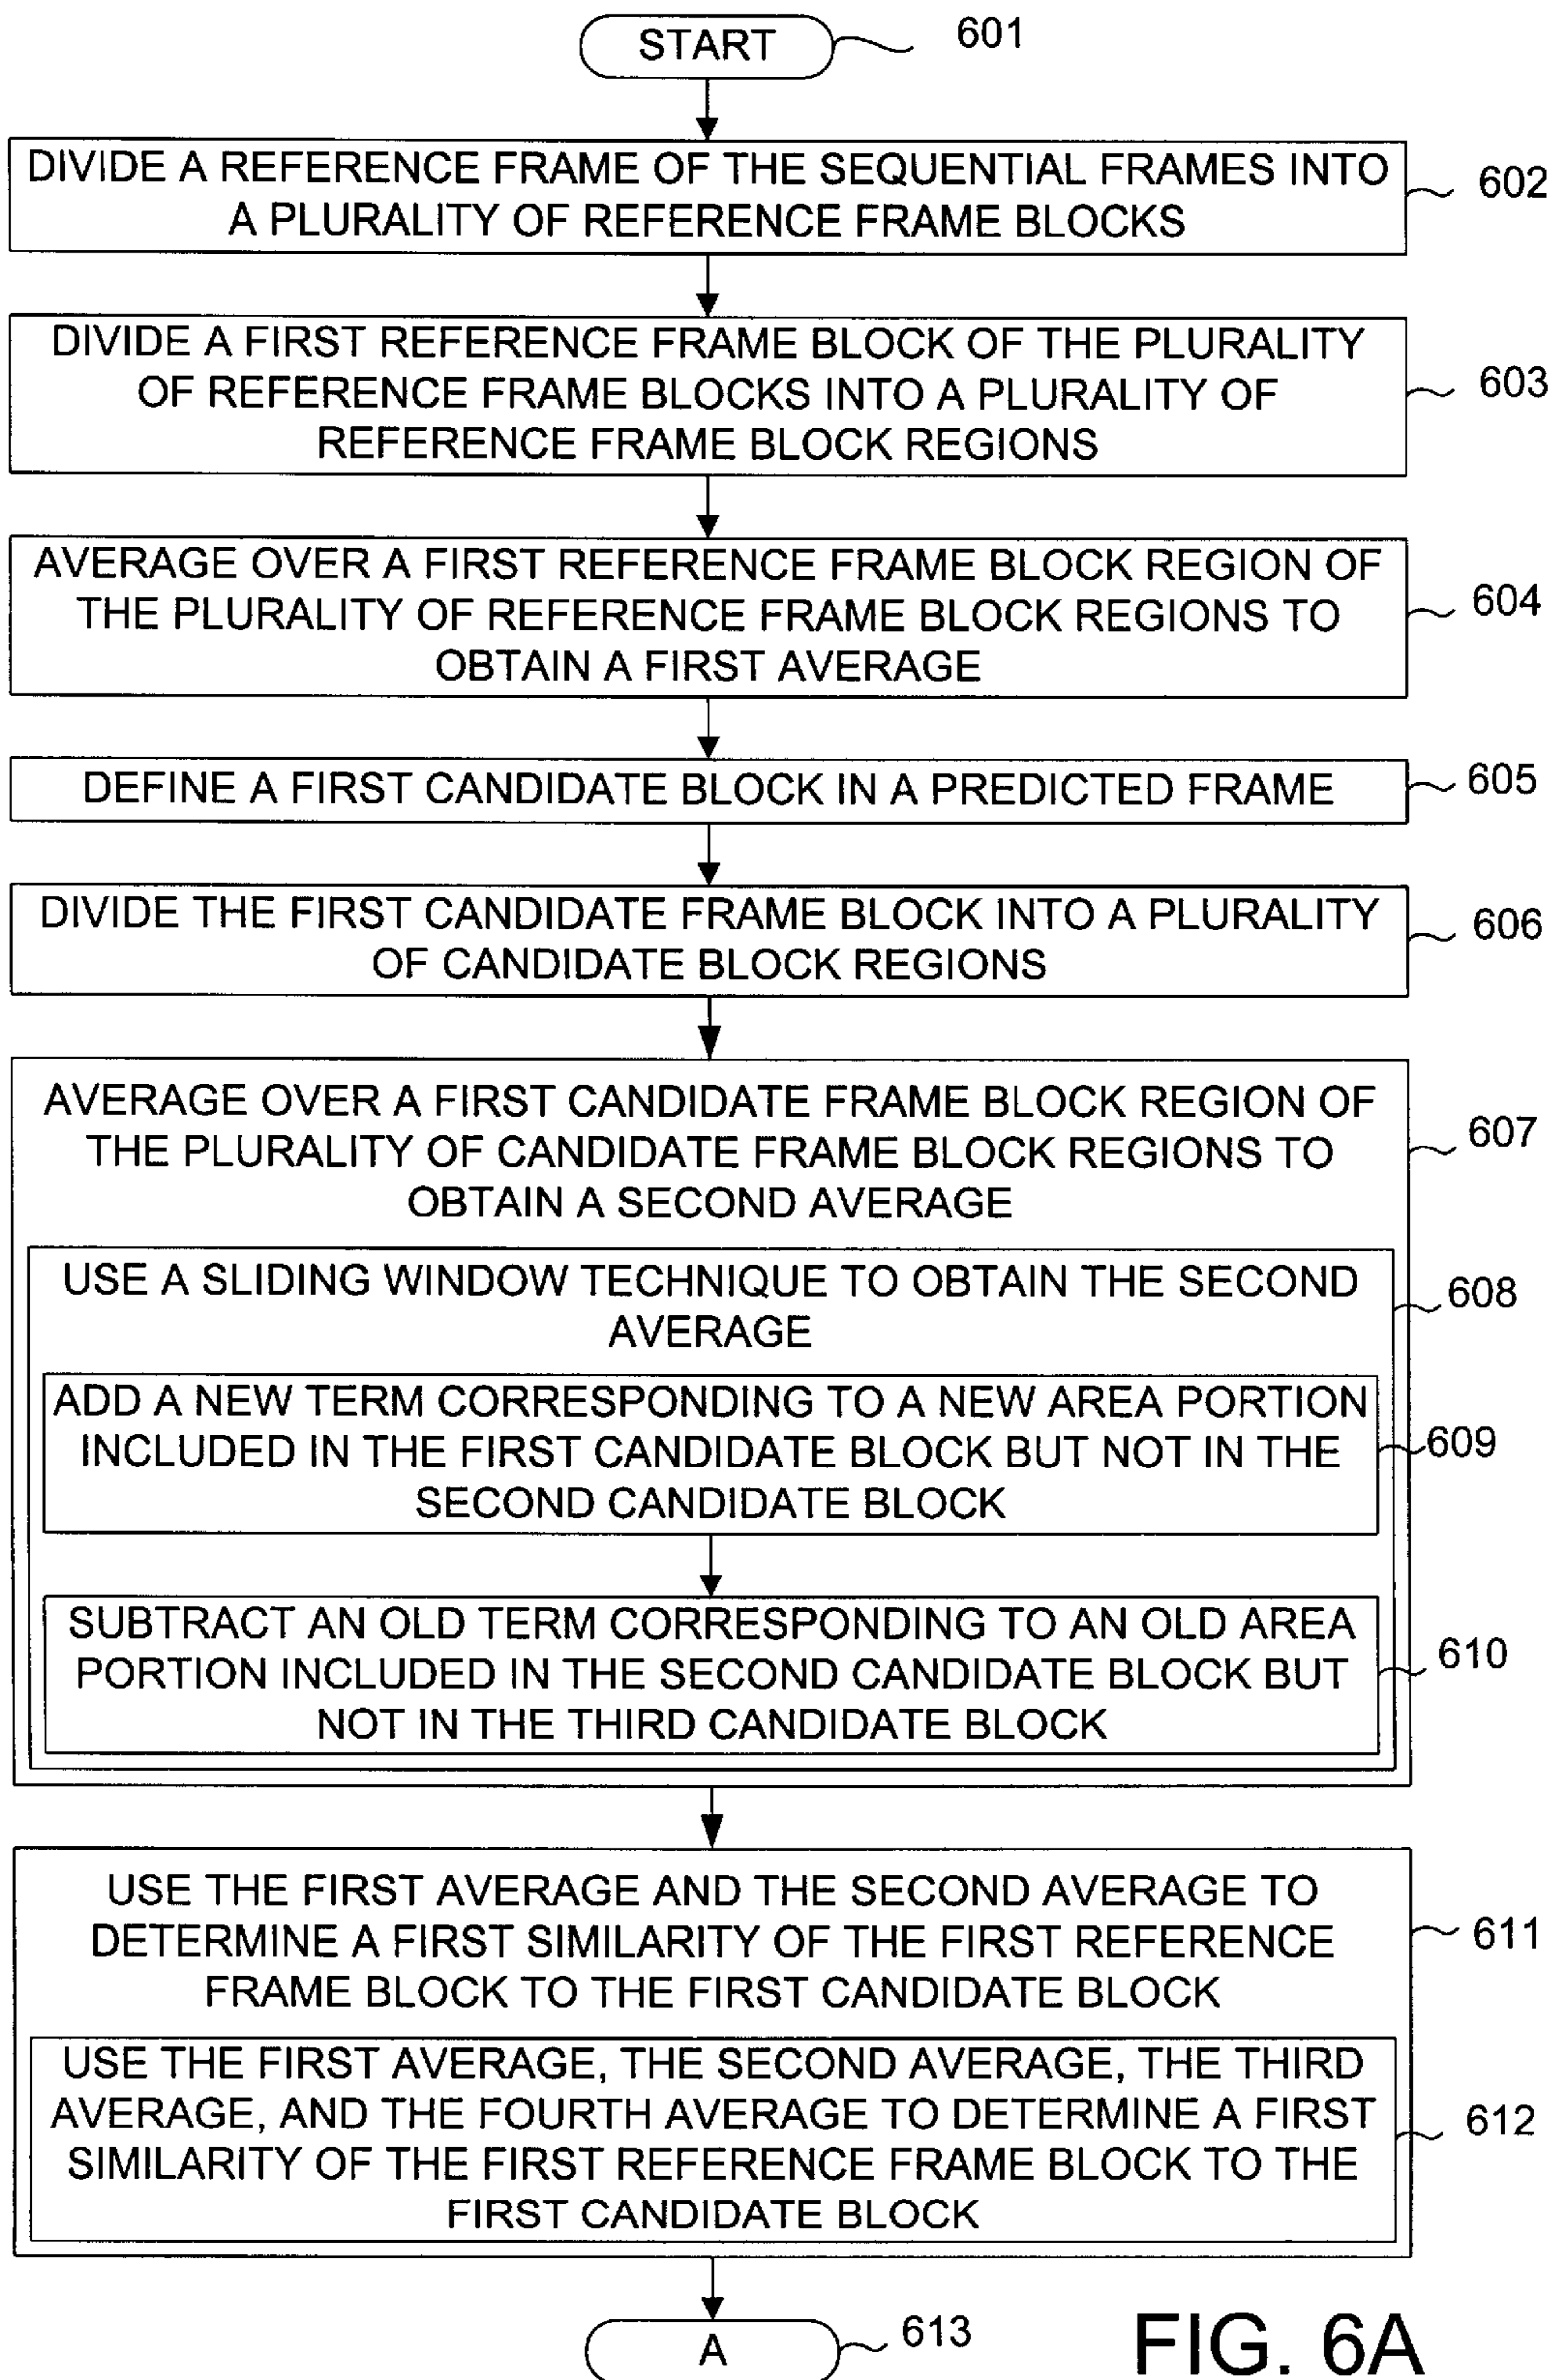 START
601
DIVIDE A REFERENCE FRAME OF THE SEQUENTIAL FRAMES INTO
A PLURALITY OF REFERENCE FRAME BLOCKS
602
DIVIDE A FIRST REFERENCE FRAME BLOCK OF THE PLURALITY
OF REFERENCE FRAME BLOCKS INTO A PLURALITY OF
REFERENCE FRAME BLOCK REGIONS
603
AVERAGE OVER A FIRST REFERENCE FRAME BLOCK REGION OF
THE PLURALITY OF REFERENCE FRAME BLOCK REGIONS TO
OBTAIN A FIRST AVERAGE
604
DEFINE A FIRST CANDIDATE BLOCK IN A PREDICTED FRAME
605
DIVIDE THE FIRST CANDIDATE FRAME BLOCK INTO A PLURALITY
OF CANDIDATE BLOCK REGIONS
606
AVERAGE OVER A FIRST CANDIDATE FRAME BLOCK REGION OF
THE PLURALITY OF CANDIDATE FRAME BLOCK REGIONS TO
OBTAIN A SECOND AVERAGE
607
USE A SLIDING WINDOW TECHNIQUE TO OBTAIN THE SECOND
AVERAGE
608
ADD A NEW TERM CORRESPONDING TO A NEW AREA PORTION
INCLUDED IN THE FIRST CANDIDATE BLOCK BUT NOT IN THE
SECOND CANDIDATE BLOCK
609
SUBTRACT AN OLD TERM CORRESPONDING TO AN OLD AREA
PORTION INCLUDED IN THE SECOND CANDIDATE BLOCK BUT
NOT IN THE THIRD CANDIDATE BLOCK
610
USE THE FIRST AVERAGE AND THE SECOND AVERAGE TO
DETERMINE A FIRST SIMILARITY OF THE FIRST REFERENCE
FRAME BLOCK TO THE FIRST CANDIDATE BLOCK
611
USE THE FIRST AVERAGE, THE SECOND AVERAGE, THE THIRD
AVERAGE, AND THE FOURTH AVERAGE TO DETERMINE A FIRST
SIMILARITY OF THE FIRST REFERENCE FRAME BLOCK TO THE
FIRST CANDIDATE BLOCK
612
A
613
FIG. 6A